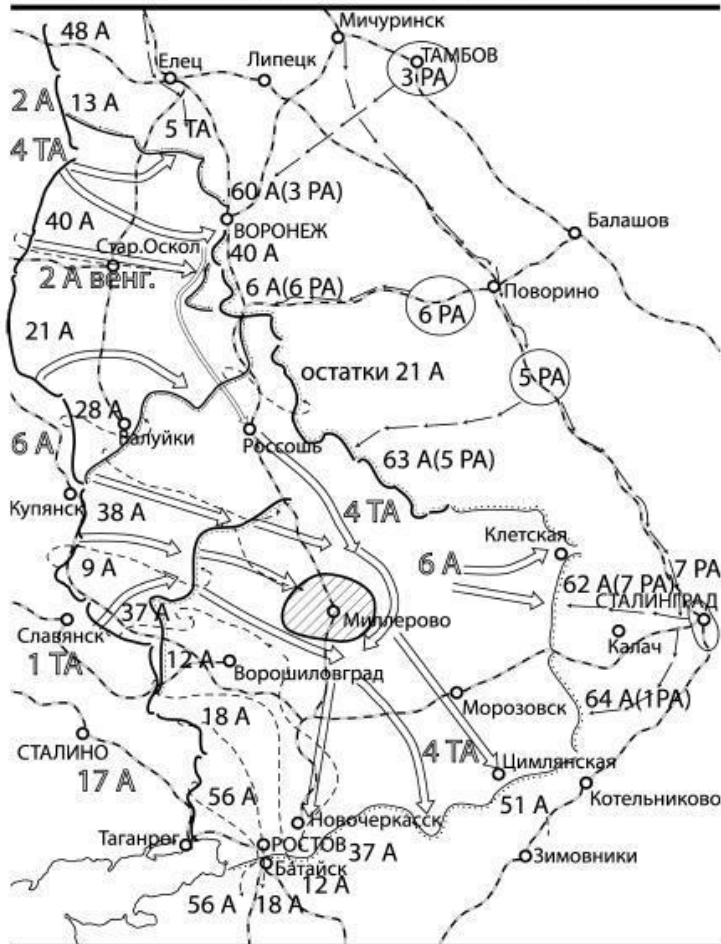 Мичуринск
48 А
Елец
Липецк
ТАМБОВ
3 РА
2 А
13 А
5 ТА
4 ТА
60 А(3 РА)
ВОРОНЕЖ
Балашов
40 А
Стар.Оскол
40 А
2 А венг.
6 А(6 РА)
6 РА
Поворино
21 А
остатки 21 А
5 РА
28 А
Валуйки
Россошь
6 А
63 А(5 РА)
Купянск
38 А
4 ТА
Клетская
9 А
6 А
62 А(7 РА)
7 РА
СТАЛИНГРАД
37 А
Миллерово
Славянск
Калач
1 ТА
12 А
Ворошиловград
64 А(1РА)
Морозовск
18 А
СТАЛИНО
4 ТА
Цимлянская
17 А
56 А
51 А
Котельниково
Новочеркасск
Таганрог
РОСТОВ
37 А
Батайск
Зимовники
12 А
56 А
18 А